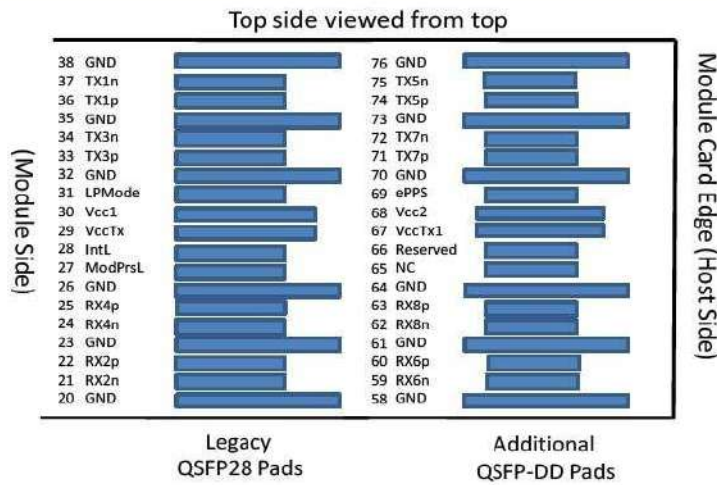 Top side viewed from top
38 GND 76 GND
37 TX1n 75 TX5n
36 TX1p 74 TX5p
35 GND 73 GND
34 TX3n 72 TX7n
33 TX3p 71 TX7p
32 GND 70 GND
31 LPMode 69 ePPS
30 Vcc1 68 Vcc2
29 VccTx 67 VccTx1
28 IntL 66 Reserved
27 ModPrsL 65 NC
26 GND 64 GND
25 RX4p 63 RX8p
24 RX4n 62 RX8n
23 GND 61 GND
22 RX2p 60 RX6p
21 RX2n 59 RX6n
20 GND 58 GND
(Module Side)
Module Card Edge (Host Side)
Legacy
QSFP28 Pads
Additional
QSFP-DD Pads